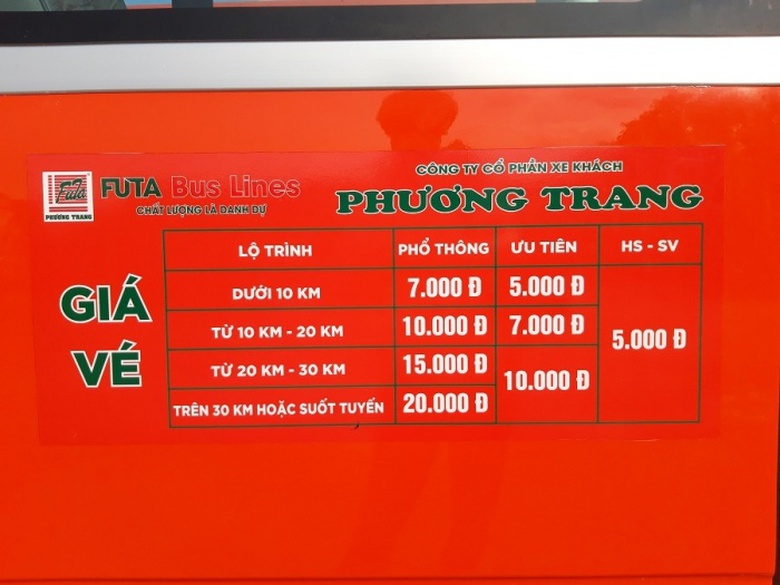 FuTa
PHƯƠNG TRANG
FUTA Bus Lines
CHẤT LƯỢNG LÀ DANH DỰ
CÔNG TY CỔ PHẦN XE KHÁCH
PHƯƠNG TRANG
GIÁ
VÉ
LỘ TRÌNH PHỔ THÔNG ƯU TIÊN HS - SV
DƯỚI 10 KM 7.000 Đ 5.000 Đ
TỪ 10 KM - 20 KM 10.000 Đ 7.000 Đ
5.000 Đ
TỪ 20 KM - 30 KM 15.000 Đ
10.000 Đ
TRÊN 30 KM HOẶC SUỐT TUYẾN 20.000 Đ